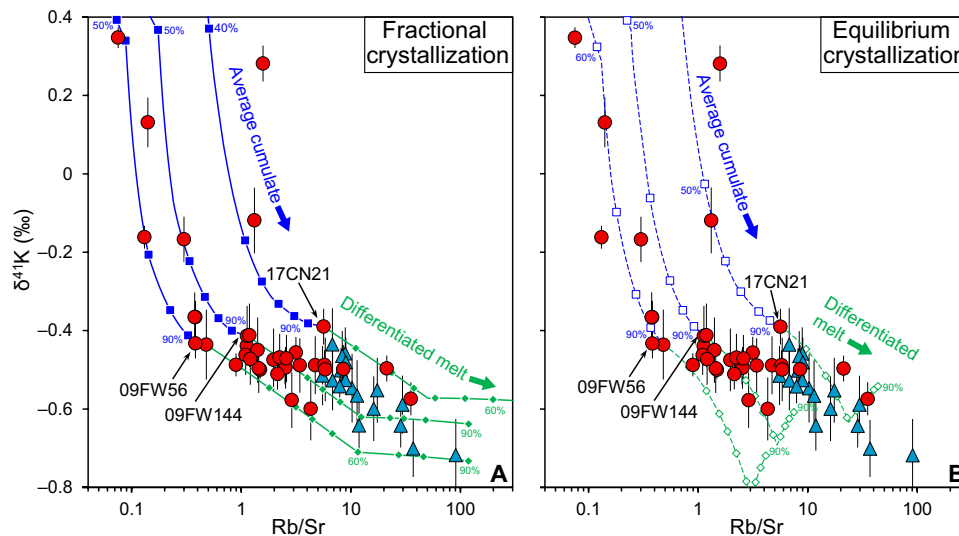 Fractional
crystallization
Equilibrium
crystallization
0.4
0.2
0
–0.2
–0.4
–0.6
–0.8
δ⁴¹K (‰)
50%
50%
40%
Average cumulate
17CN21
Differentiated melt
90%
90%
90%
09FW56
09FW144
60%
90%
60%
90%
A
0.1
1
10
100
Rb/Sr
60%
50%
50%
Average cumulate
17CN21
Differentiated
melt
90%
90%
90%
09FW56
09FW144
90%
90%
90%
0.1
1
10
100
Rb/Sr